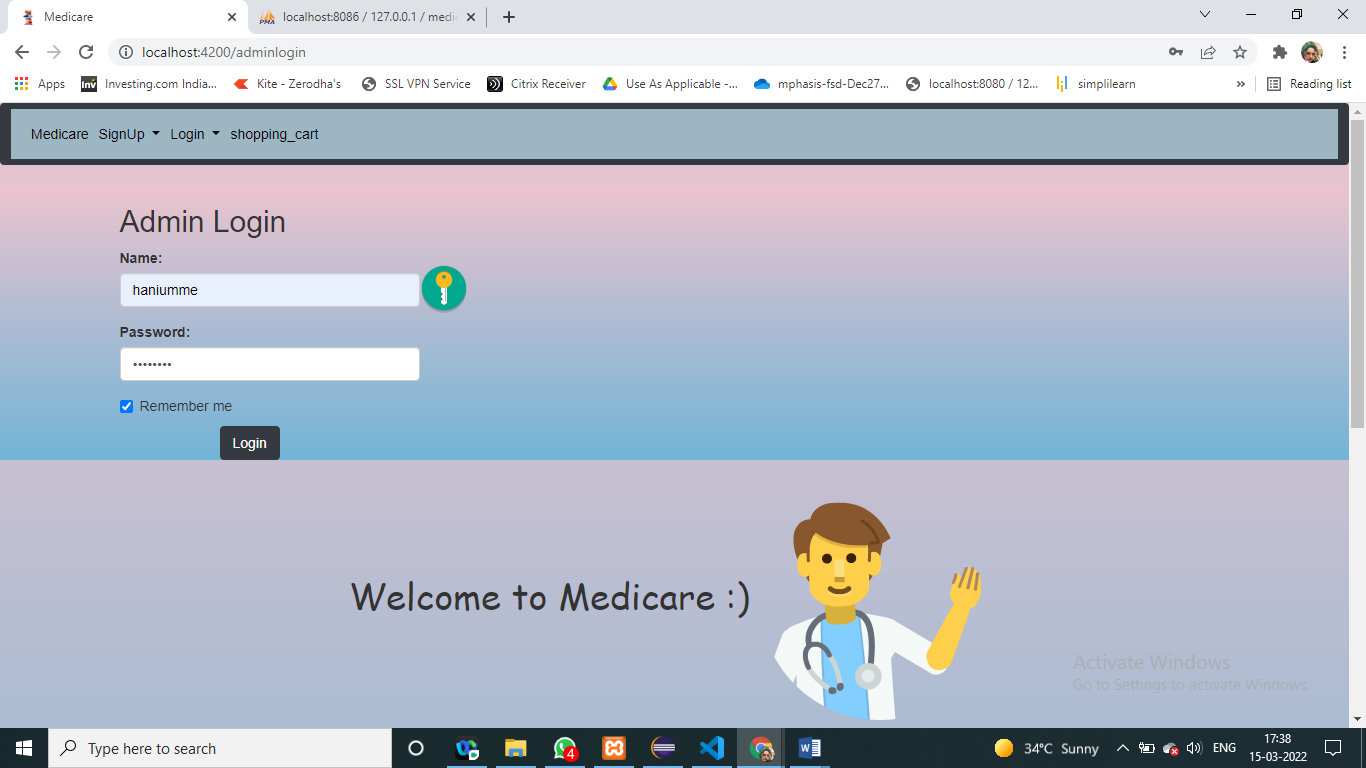 Medicare
localhost:8086 / 127.0.0.1 / medic
localhost:4200/adminlogin
Apps
Investing.com India...
Kite - Zerodha's
SSL VPN Service
Citrix Receiver
Use As Applicable -...
mphasis-fsd-Dec27...
localhost:8080 / 12...
simplilearn
»
Reading list
Medicare SignUp Login shopping_cart
Admin Login
Name:
haniumme
Password:
••••••••
Remember me
Login
Welcome to Medicare :)
Activate Windows
Go to Settings to activate Windows.
Type here to search
4
34°C Sunny
ENG
17:38
15-03-2022